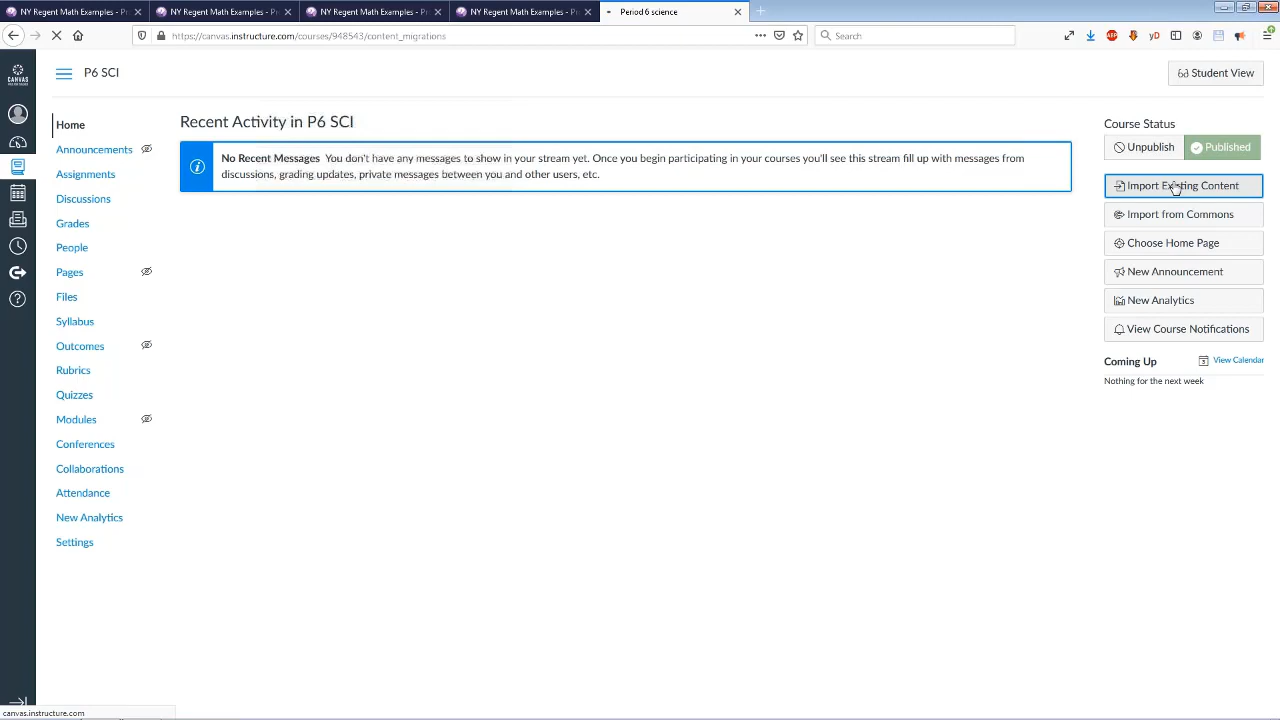 NY Regent Math Examples - Pr
NY Regent Math Examples - Pr
NY Regent Math Examples - Pr
NY Regent Math Examples - Pr
Period 6 science
https://canvas.instructure.com/courses/948543/content_migrations
Search
ABP
yD
CANVAS
P6 SCI
Student View
Home
Announcements
Assignments
Discussions
Grades
People
Pages
Files
Syllabus
Outcomes
Rubrics
Quizzes
Modules
Conferences
Collaborations
Attendance
New Analytics
Settings
Recent Activity in P6 SCI
No Recent Messages You don't have any messages to show in your stream yet. Once you begin participating in your courses you'll see this stream fill up with messages from
discussions, grading updates, private messages between you and other users, etc.
Course Status
Unpublish
Published
Import Existing Content
Import from Commons
Choose Home Page
New Announcement
New Analytics
View Course Notifications
Coming Up
View Calendar
Nothing for the next week
canvas.instructure.com